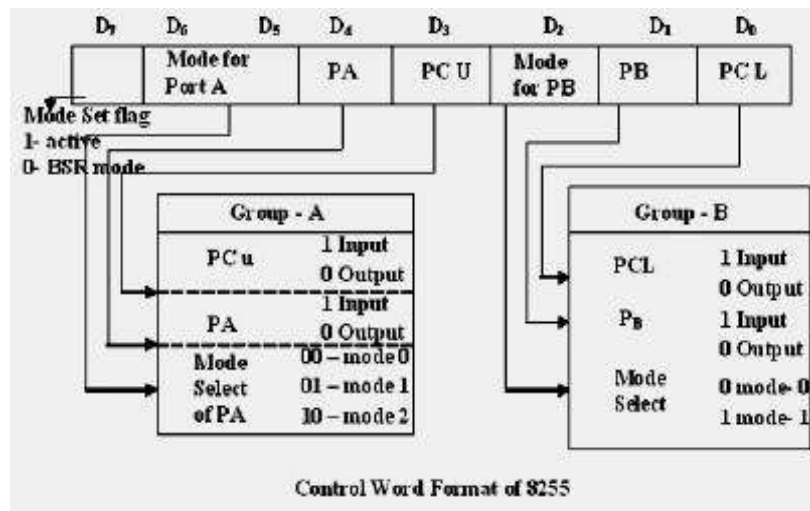 D7 D6 D5 D4 D3 D2 D1 D0
Mode for Port A
PA
PC U
Mode for PB
PB
PC L
Mode Set flag
1- active
0- BSR mode
Group - A
PC u
1 Input
0 Output
PA
1 Input
0 Output
Mode Select of PA
00 – mode 0
01 – mode 1
10 – mode 2
Group - B
PCL
1 Input
0 Output
PB
1 Input
0 Output
Mode Select
0 mode- 0
1 mode- 1
Control Word Format of 8255